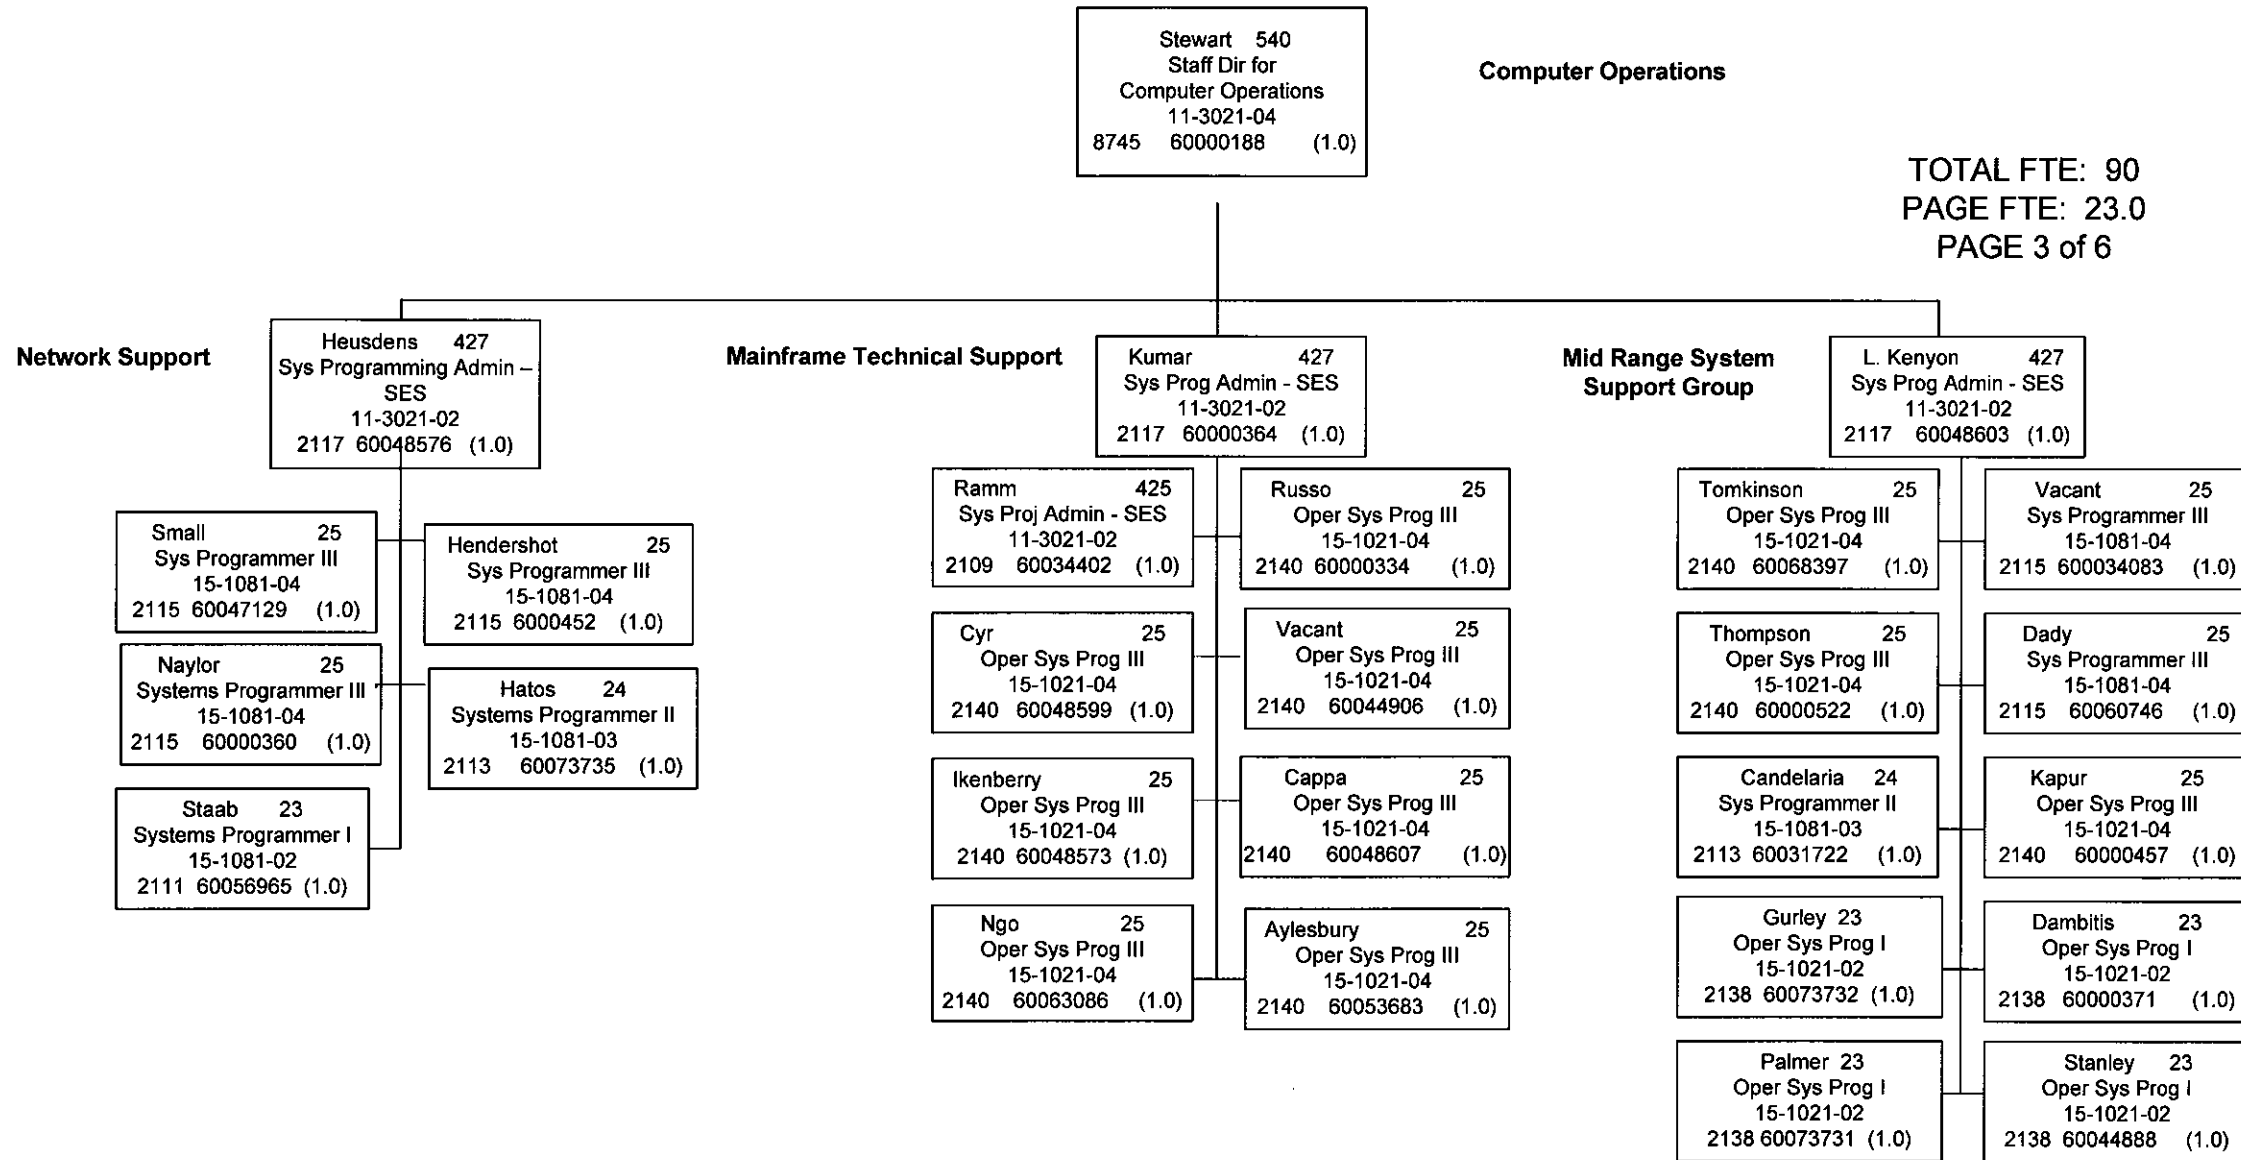 Stewart 540
Staff Dir for
Computer Operations
11-3021-04
8745 60000188 (1.0)
Computer Operations
TOTAL FTE: 90
PAGE FTE: 23.0
PAGE 3 of 6
Network Support
Heusdens 427
Sys Programming Admin –
SES
11-3021-02
2117 60048576 (1.0)
Small 25
Sys Programmer III
15-1081-04
2115 60047129 (1.0)
Hendershot 25
Sys Programmer III
15-1081-04
2115 6000452 (1.0)
Naylor 25
Systems Programmer III
15-1081-04
2115 60000360 (1.0)
Hatos 24
Systems Programmer II
15-1081-03
2113 60073735 (1.0)
Staab 23
Systems Programmer I
15-1081-02
2111 60056965 (1.0)
Mainframe Technical Support
Kumar 427
Sys Prog Admin - SES
11-3021-02
2117 60000364 (1.0)
Ramm 425
Sys Proj Admin - SES
11-3021-02
2109 60034402 (1.0)
Russo 25
Oper Sys Prog III
15-1021-04
2140 60000334 (1.0)
Cyr 25
Oper Sys Prog III
15-1021-04
2140 60048599 (1.0)
Vacant 25
Oper Sys Prog III
15-1021-04
2140 60044906 (1.0)
Ikenberry 25
Oper Sys Prog III
15-1021-04
2140 60048573 (1.0)
Cappa 25
Oper Sys Prog III
15-1021-04
2140 60048607 (1.0)
Ngo 25
Oper Sys Prog III
15-1021-04
2140 60063086 (1.0)
Aylesbury 25
Oper Sys Prog III
15-1021-04
2140 60053683 (1.0)
Mid Range System
Support Group
L. Kenyon 427
Sys Prog Admin - SES
11-3021-02
2117 60048603 (1.0)
Tomkinson 25
Oper Sys Prog III
15-1021-04
2140 60068397 (1.0)
Vacant 25
Sys Programmer III
15-1081-04
2115 600034083 (1.0)
Thompson 25
Oper Sys Prog III
15-1021-04
2140 60000522 (1.0)
Dady 25
Sys Programmer III
15-1081-04
2115 60060746 (1.0)
Candelaria 24
Sys Programmer II
15-1081-03
2113 60031722 (1.0)
Kapur 25
Oper Sys Prog III
15-1021-04
2140 60000457 (1.0)
Gurley 23
Oper Sys Prog I
15-1021-02
2138 60073732 (1.0)
Dambitis 23
Oper Sys Prog I
15-1021-02
2138 60000371 (1.0)
Palmer 23
Oper Sys Prog I
15-1021-02
2138 60073731 (1.0)
Stanley 23
Oper Sys Prog I
15-1021-02
2138 60044888 (1.0)